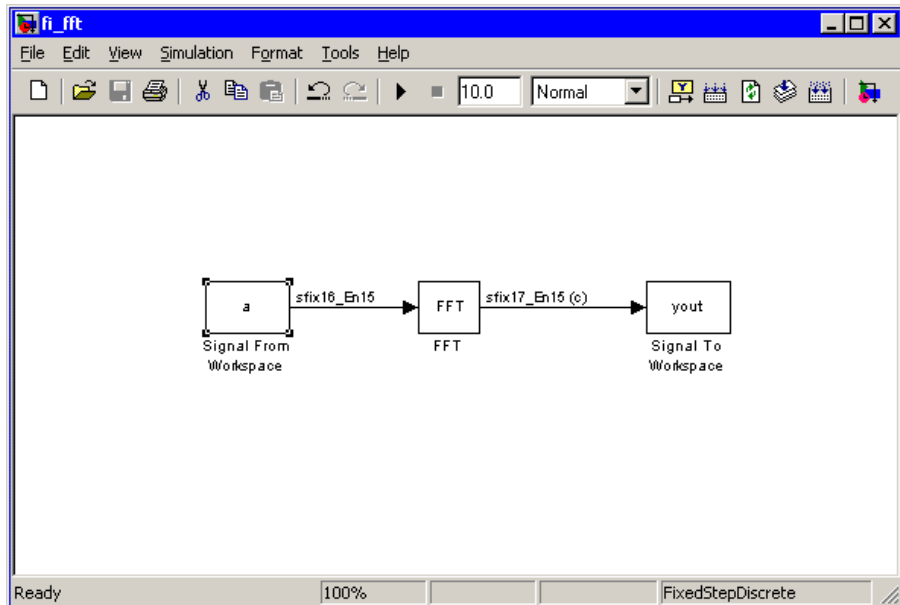 fi_fft
File Edit View Simulation Format Tools Help
10.0 Normal
a sfix16_En15 FFT sfix17_En15 (c) yout
Signal From FFT Signal To
Workspace Workspace
Ready 100% FixedStepDiscrete